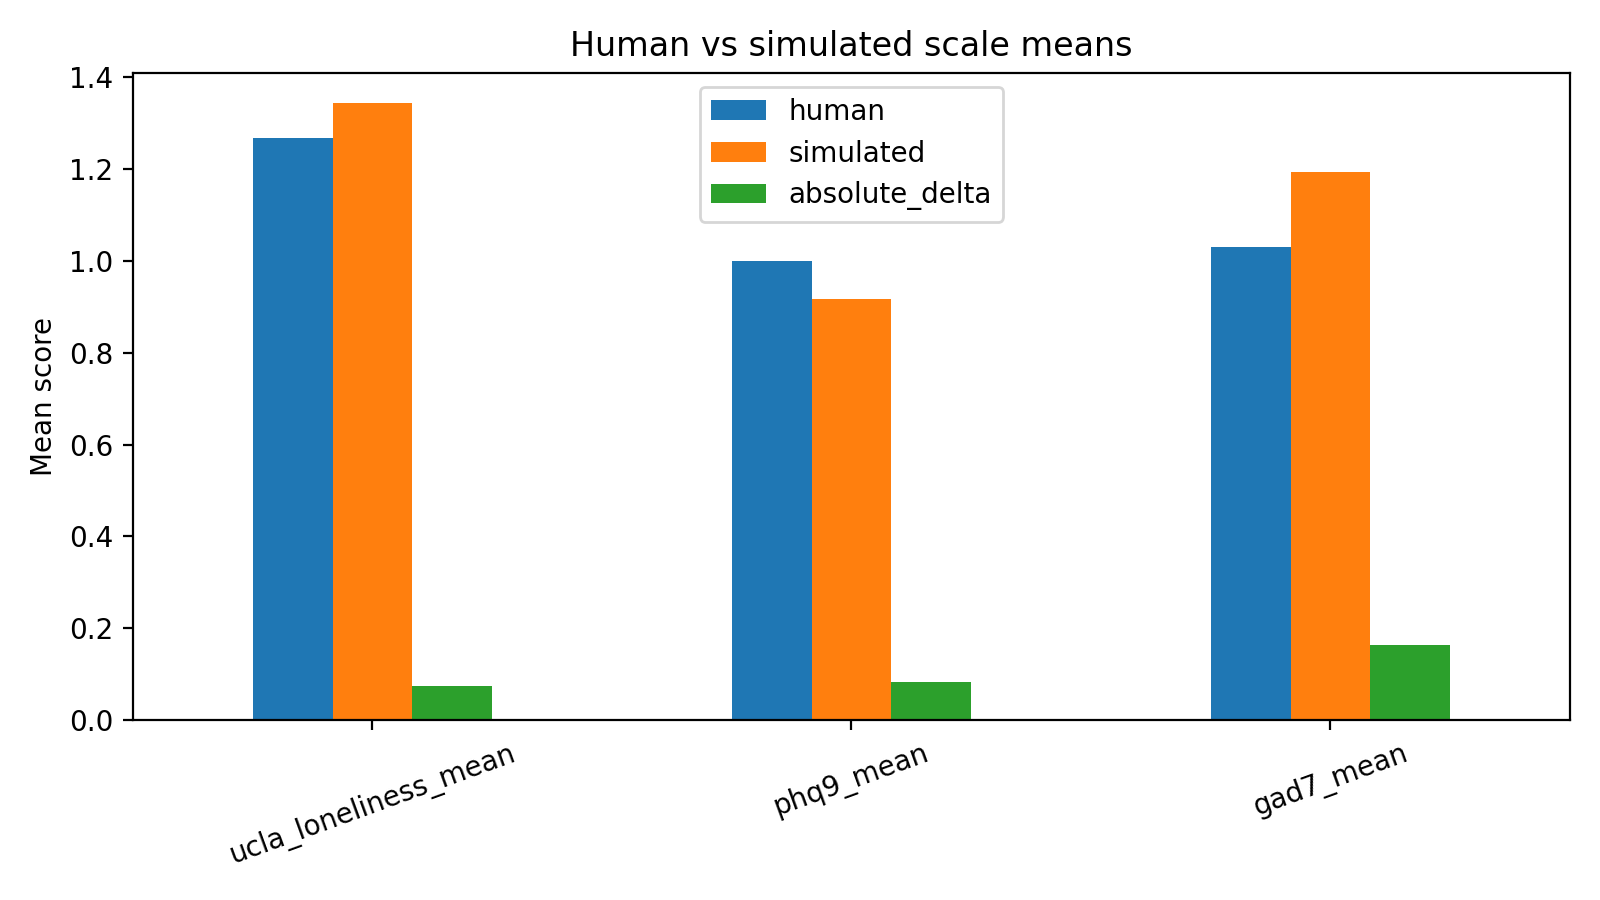 Human vs simulated scale means
Mean score
1.4
1.2
1.0
0.8
0.6
0.4
0.2
0.0
human
simulated
absolute_delta
ucla_loneliness_mean
phq9_mean
gad7_mean